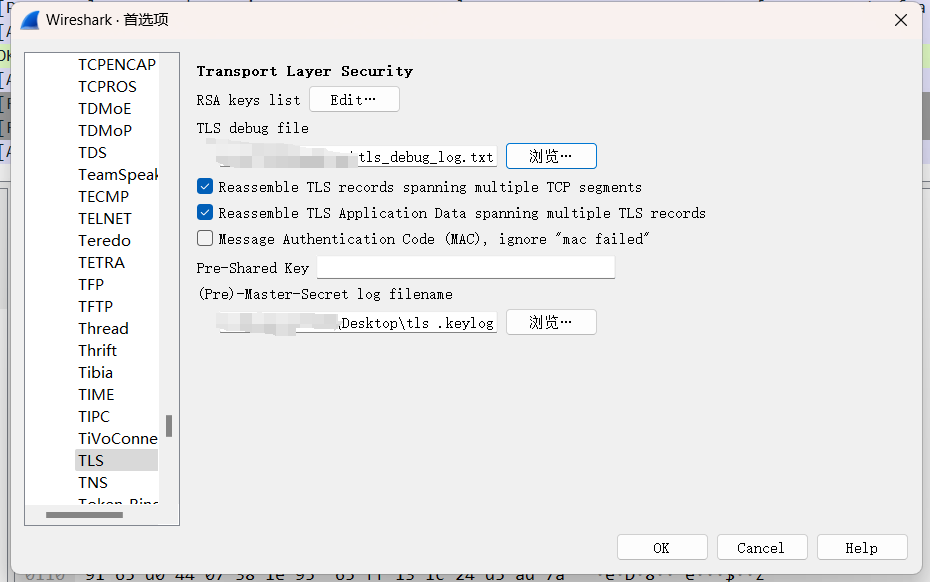 Wireshark · 首选项
TCPENCAP
TCPROS
TDMoE
TDMoP
TDS
TeamSpeak
TECMP
TELNET
Teredo
TETRA
TFP
TFTP
Thread
Thrift
Tibia
TIME
TIPC
TiVoConne
TLS
TNS
Transport Layer Security
RSA keys list Edit…
TLS debug file
\tls_debug_log.txt 浏览…
Reassemble TLS records spanning multiple TCP segments
Reassemble TLS Application Data spanning multiple TLS records
Message Authentication Code (MAC), ignore "mac failed"
Pre-Shared Key
(Pre)-Master-Secret log filename
\Desktop\tls .keylog 浏览…
OK Cancel Help